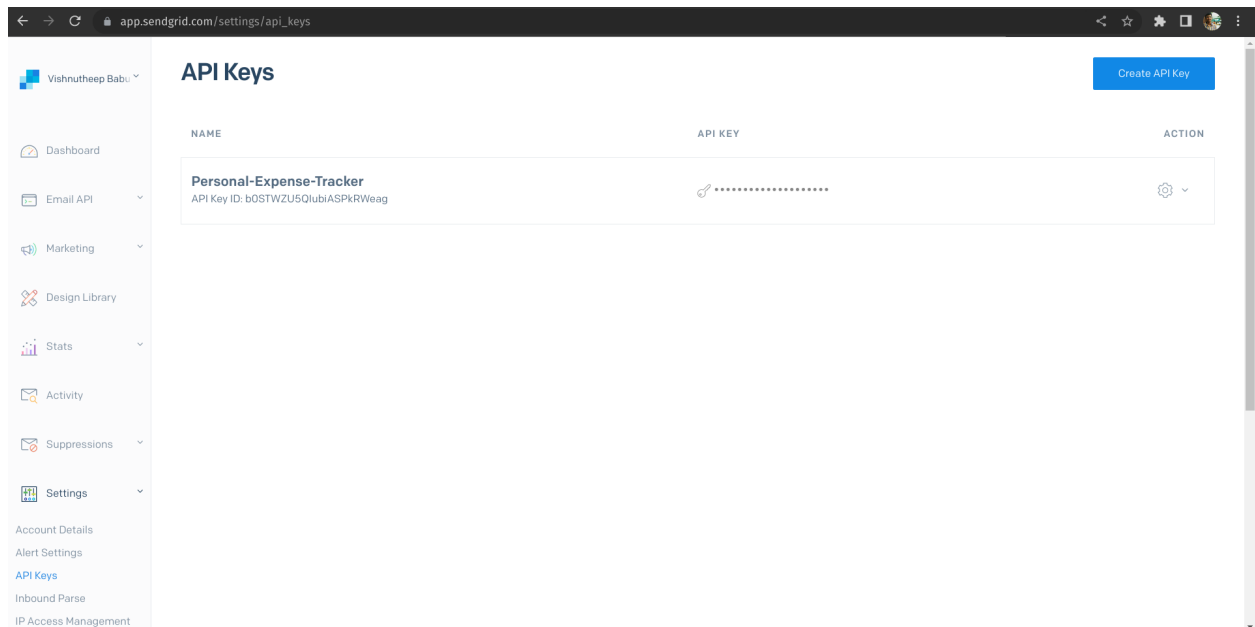 app.sendgrid.com/settings/api_keys
Vishnutheep Babu
API Keys
Create API Key
NAME
API KEY
ACTION
Personal-Expense-Tracker
API Key ID: b0STWZU5QIubiASPkRWeag
••••••••••••••••••••
Dashboard
Email API
Marketing
Design Library
Stats
Activity
Suppressions
Settings
Account Details
Alert Settings
API Keys
Inbound Parse
IP Access Management